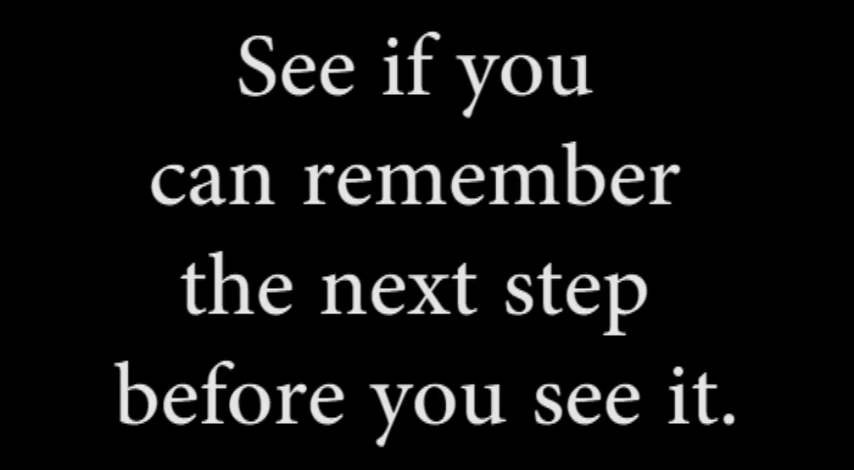 See if you
can remember
the next step
before you see it.